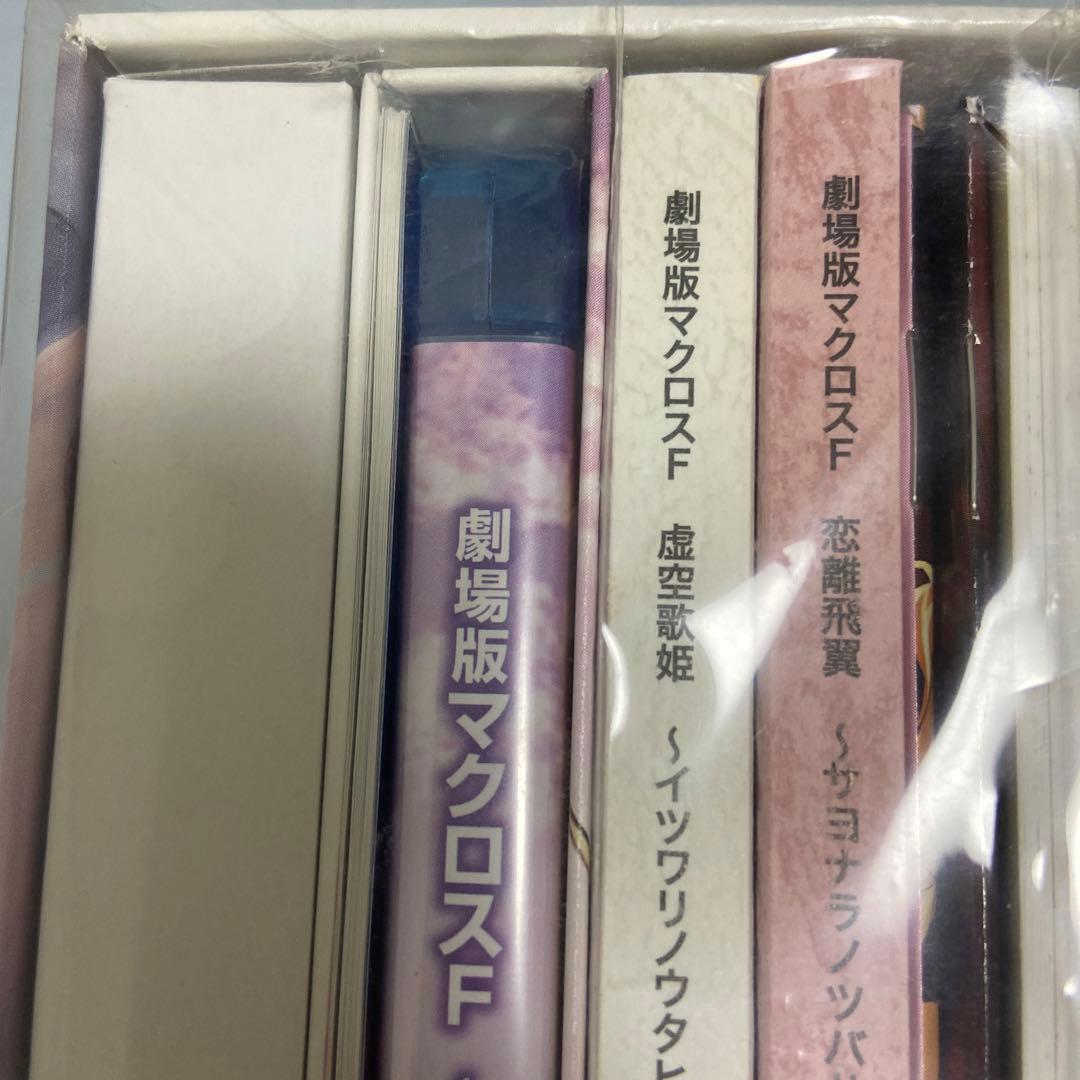 劇場版マクロスF
劇場版マクロスF 虚空歌姫 ～イツワリノウタヒ
劇場版マクロスF 恋離飛翼 ～サヨナラノツバ